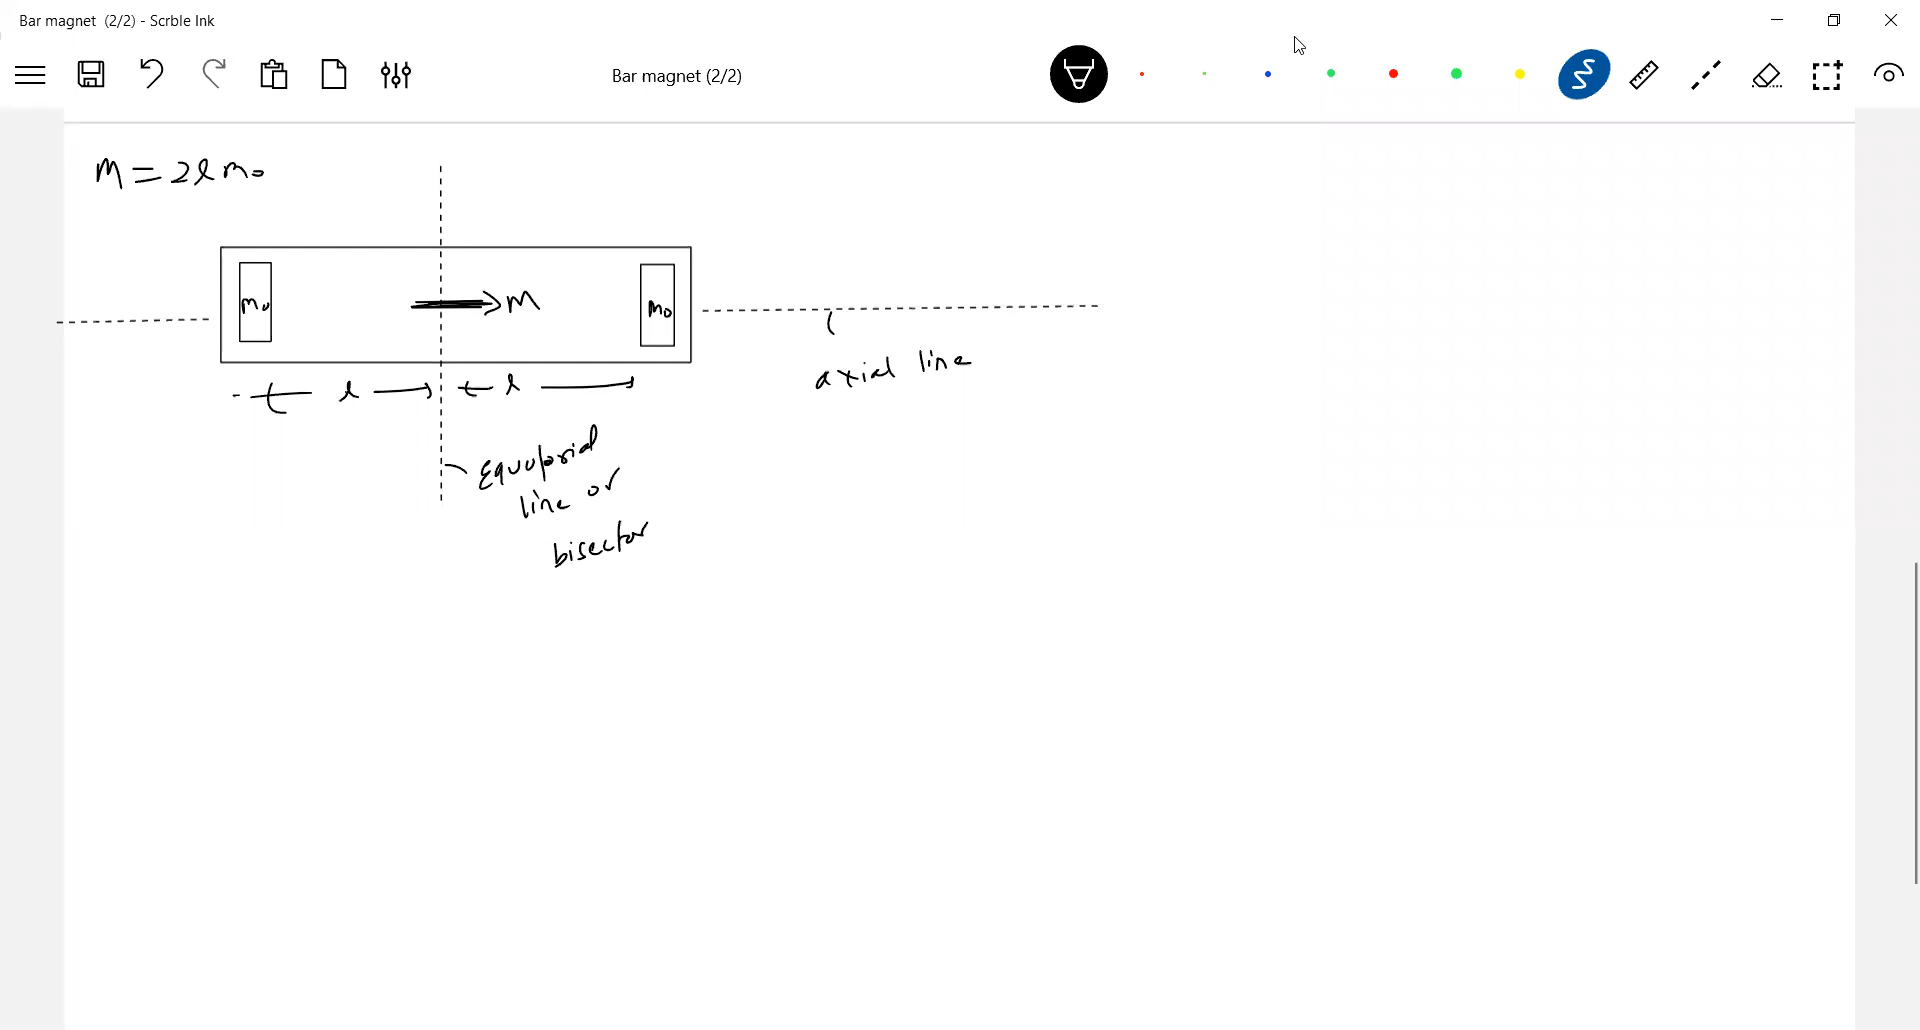 Bar magnet (2/2) - Scrble Ink
Bar magnet (2/2)
M = 2l m₀
m₀
M
m₀
l
l
axial line
Equitorial
line or
bisector